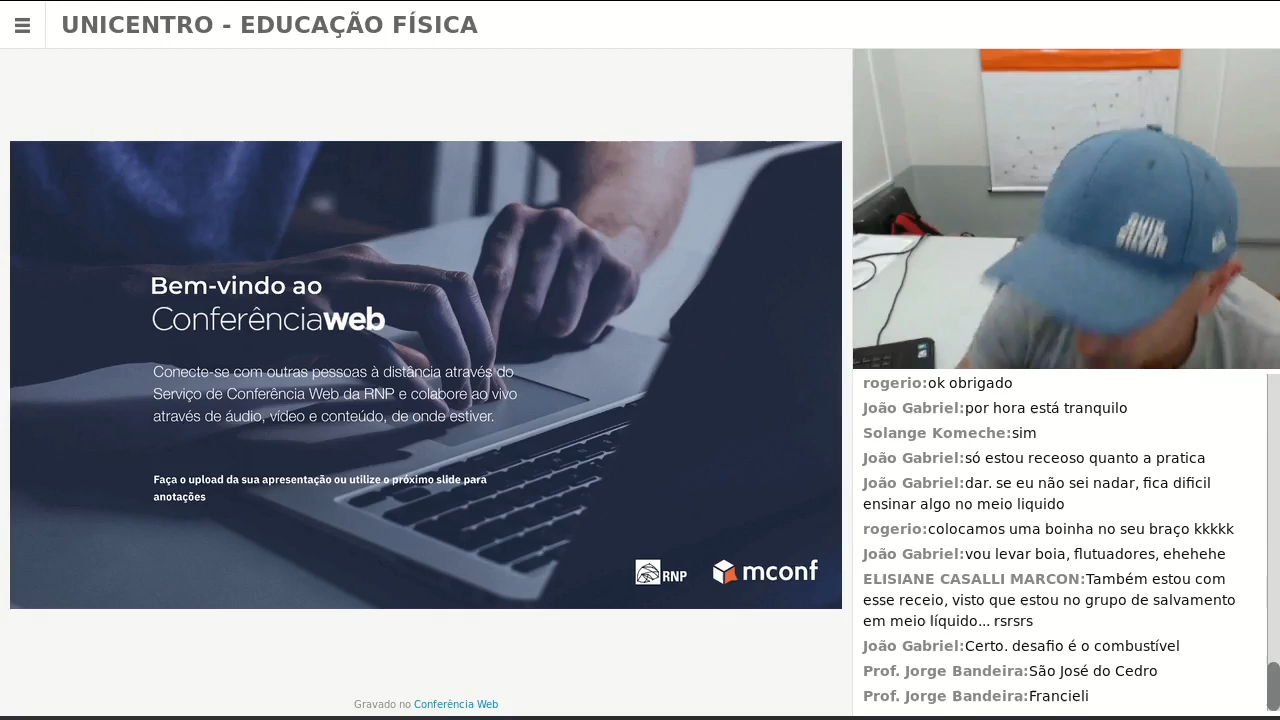 UNICENTRO - EDUCAÇÃO FÍSICA
Bem-vindo ao
Conferênciaweb
Conecte-se com outras pessoas à distância através do
Serviço de Conferência Web da RNP e colabore ao vivo
através de áudio, vídeo e conteúdo, de onde estiver.
Faça o upload da sua apresentação ou utilize o próximo slide para
anotações
RNP
mconf
Gravado no Conferência Web
rogerio:ok obrigado
João Gabriel:por hora está tranquilo
Solange Komeche:sim
João Gabriel:só estou receoso quanto a pratica
João Gabriel:dar. se eu não sei nadar, fica dificil
ensinar algo no meio liquido
rogerio:colocamos uma boinha no seu braço kkkkk
João Gabriel:vou levar boia, flutuadores, ehehehe
ELISIANE CASALLI MARCON:Também estou com
esse receio, visto que estou no grupo de salvamento
em meio líquido... rsrsrs
João Gabriel:Certo. desafio é o combustível
Prof. Jorge Bandeira:São José do Cedro
Prof. Jorge Bandeira:Francieli